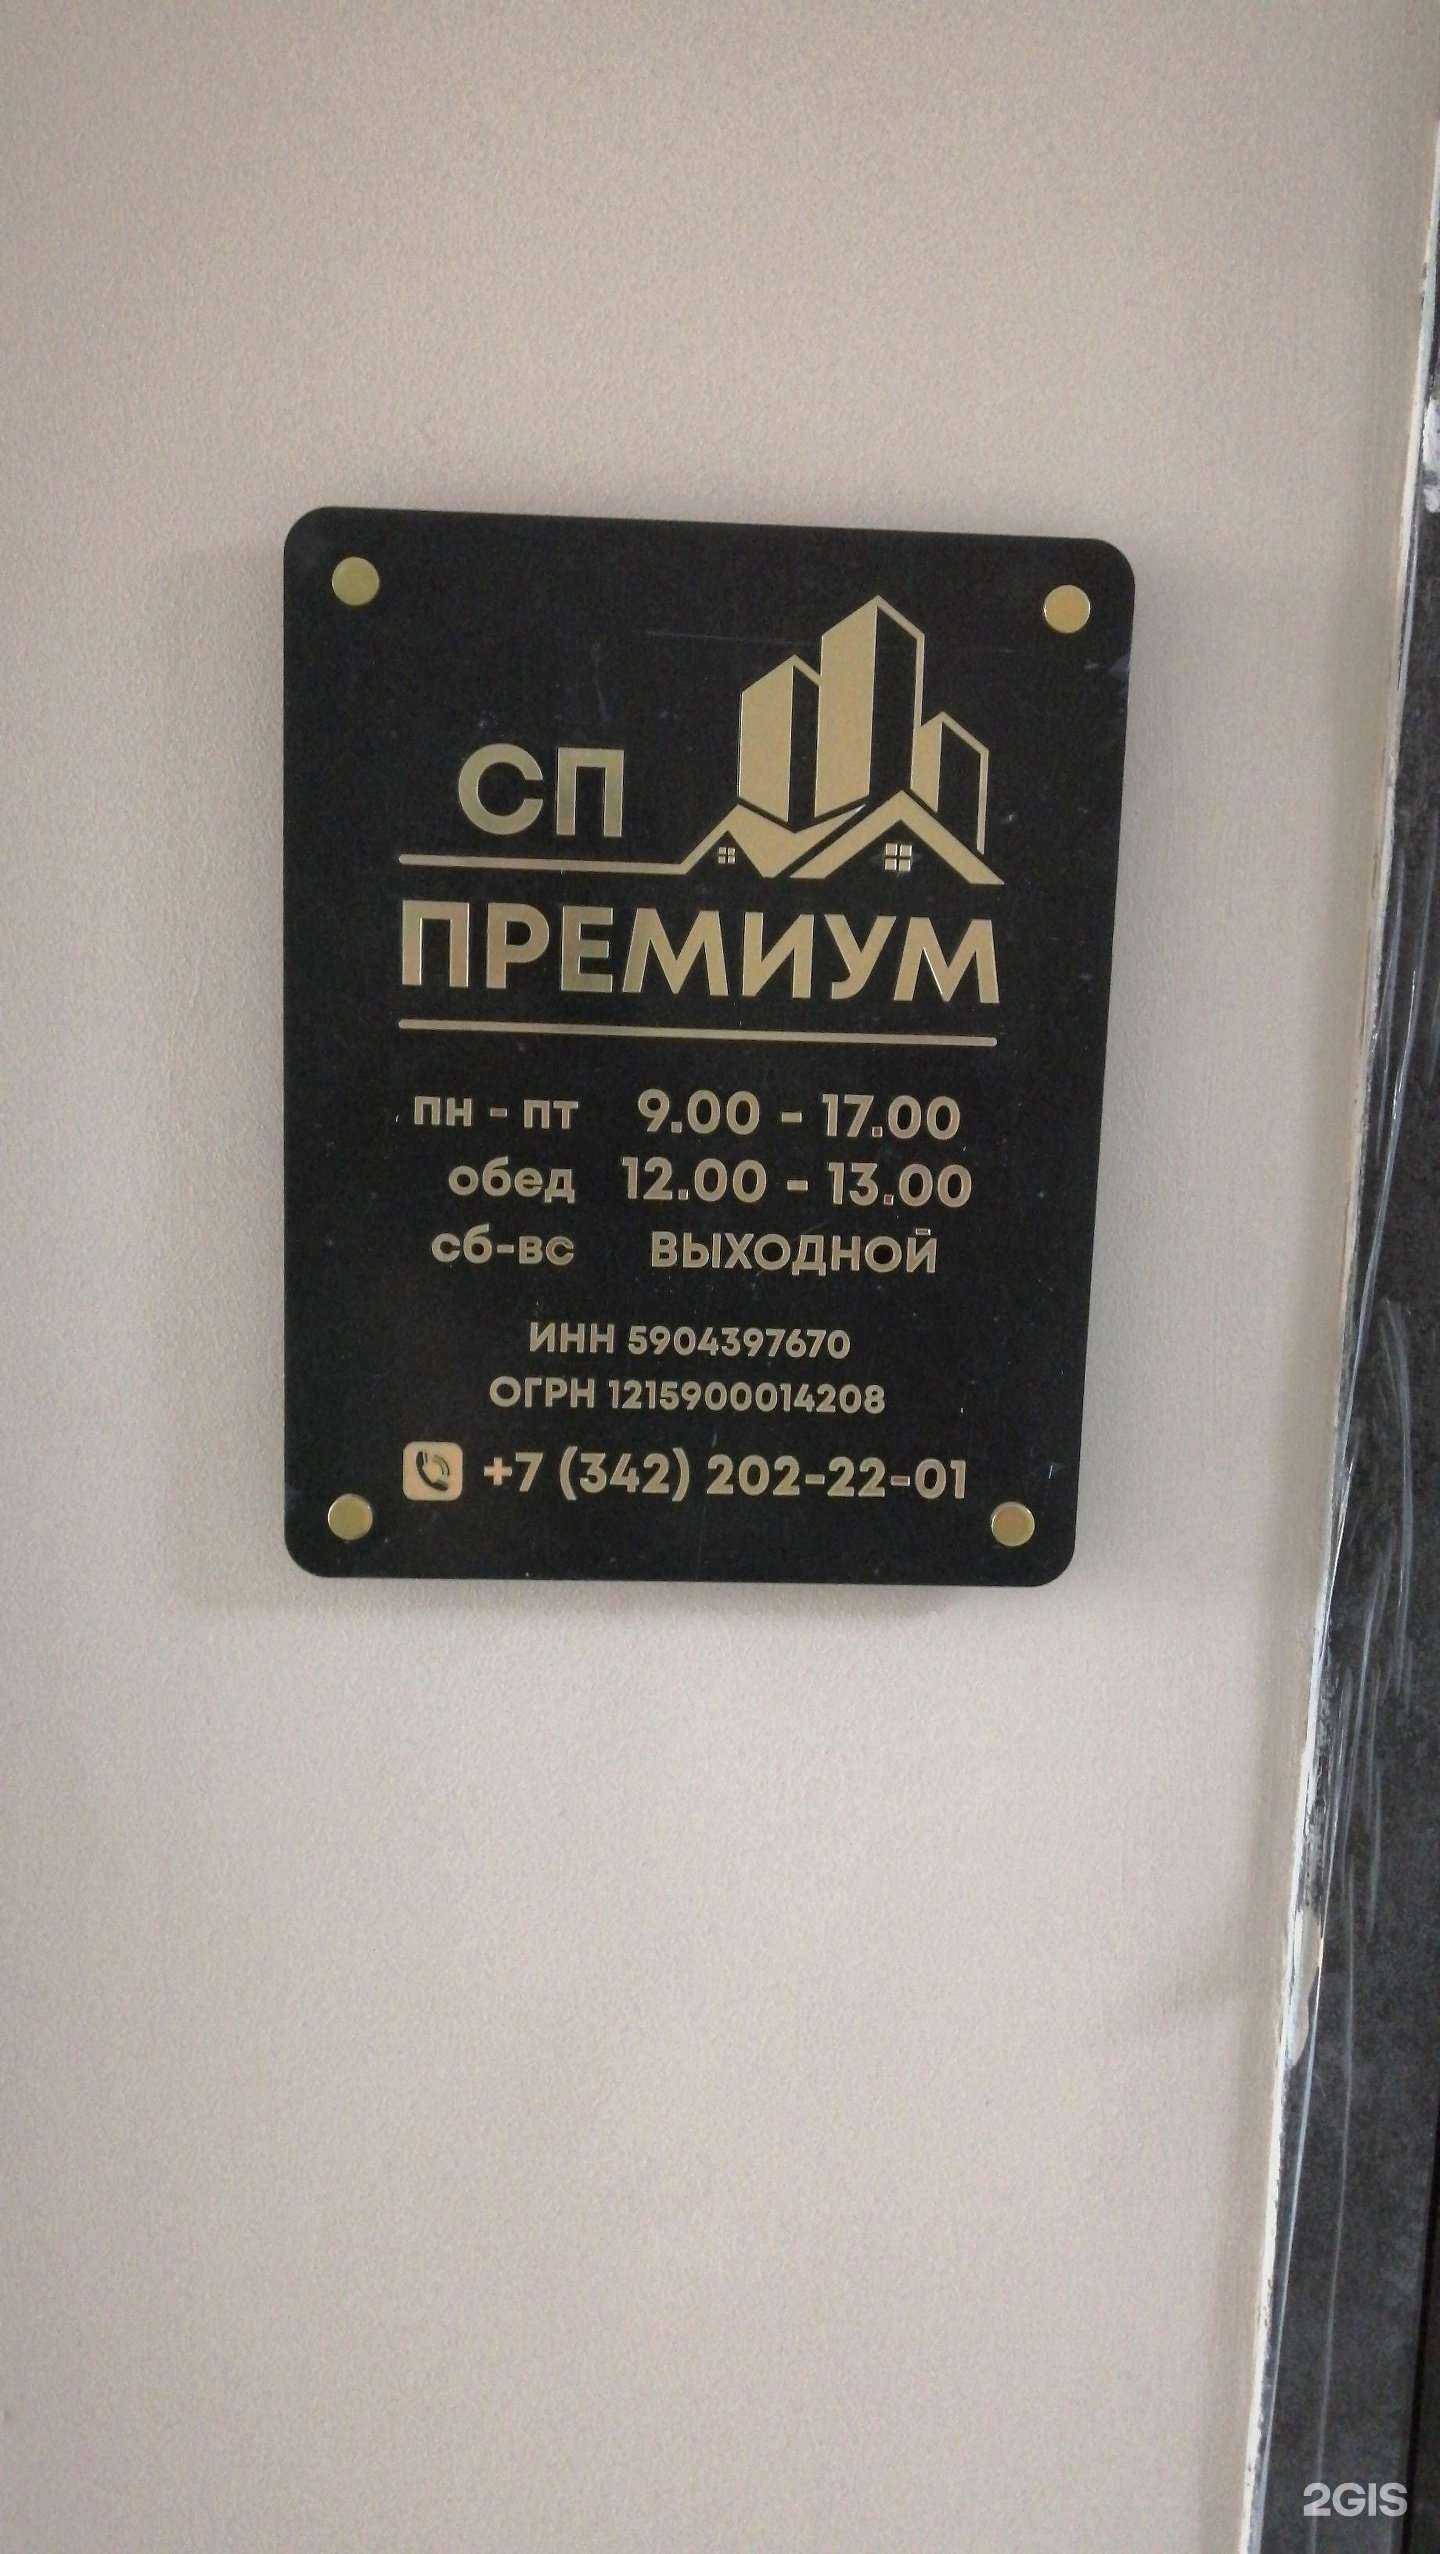 СП
ПРЕМИУМ
пн - пт 9.00 - 17.00
обед 12.00 - 13.00
сб-вс ВЫХОДНОЙ
ИНН 5904397670
ОГРН 1215900014208
+7 (342) 202-22-01
2GIS